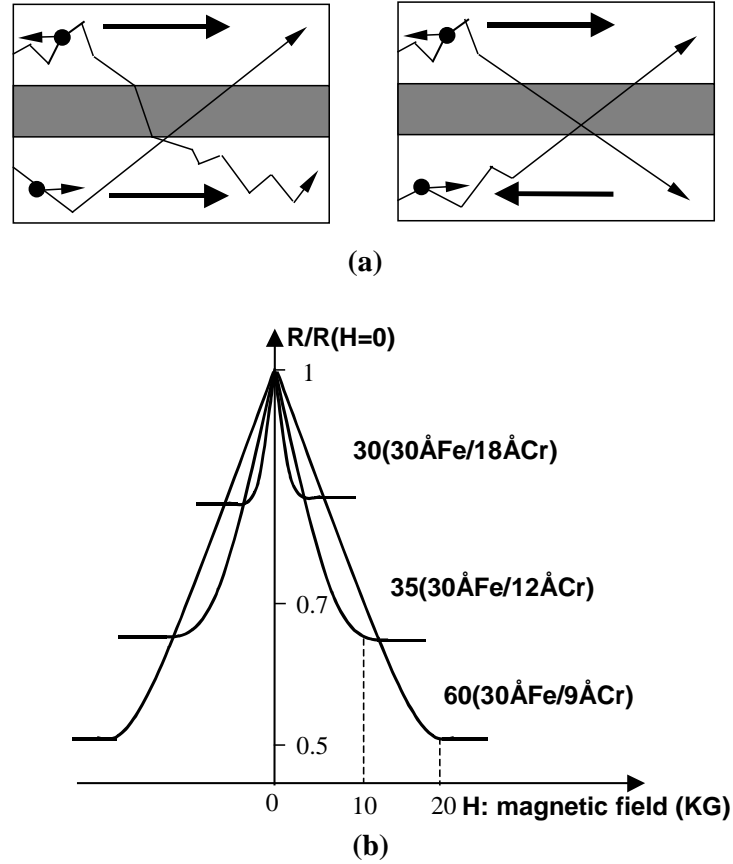 (a)
R/R(H=0)
1
30(30ÅFe/18ÅCr)
0.7
35(30ÅFe/12ÅCr)
60(30ÅFe/9ÅCr)
0.5
0 10 20 H: magnetic field (KG)
(b)